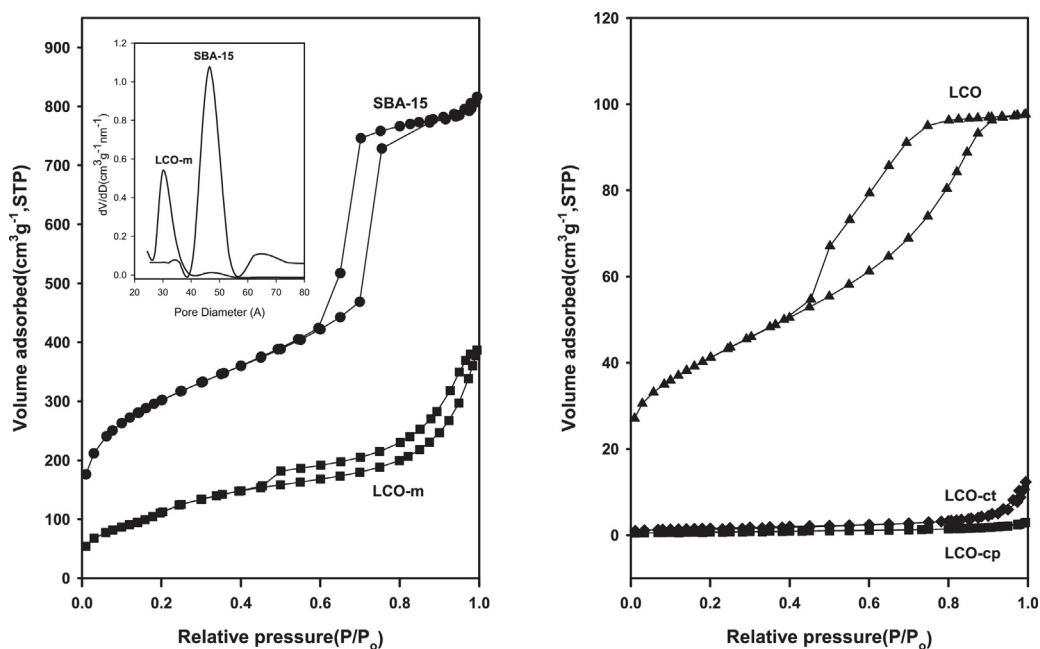 900
800
700
600
500
400
300
200
100
0
0.0 0.2 0.4 0.6 0.8 1.0
Volume adsorbed(cm³g⁻¹,STP)
Relative pressure(P/Pₒ)
SBA-15
LCO-m
1.2
1.0
0.8
0.6
0.4
0.2
0.0
20 30 40 50 60 70 80
dV/dD(cm³g⁻¹nm⁻¹)
Pore Diameter (A)
SBA-15
LCO-m
120
100
80
60
40
20
0
0.0 0.2 0.4 0.6 0.8 1.0
Volume adsorbed(cm³g⁻¹,STP)
Relative pressure(P/Pₒ)
LCO
LCO-ct
LCO-cp